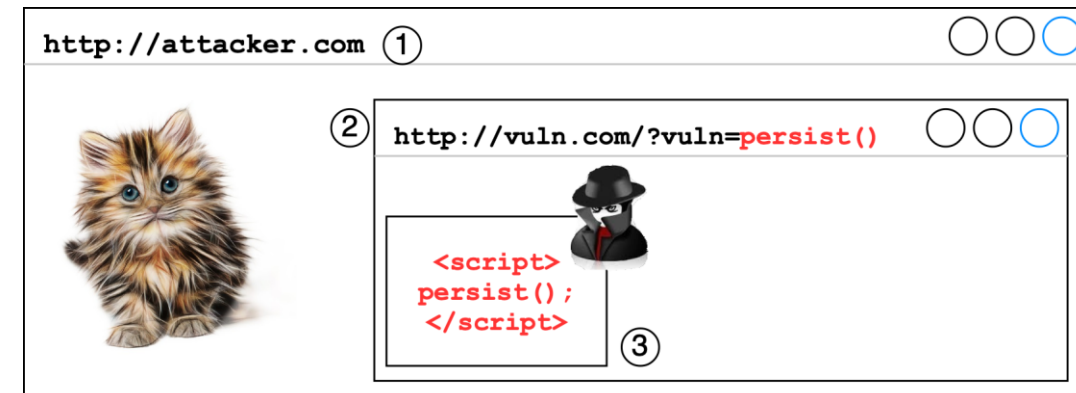 http://attacker.com ①
② http://vuln.com/?vuln=persist()
<script>
persist();
</script>
③